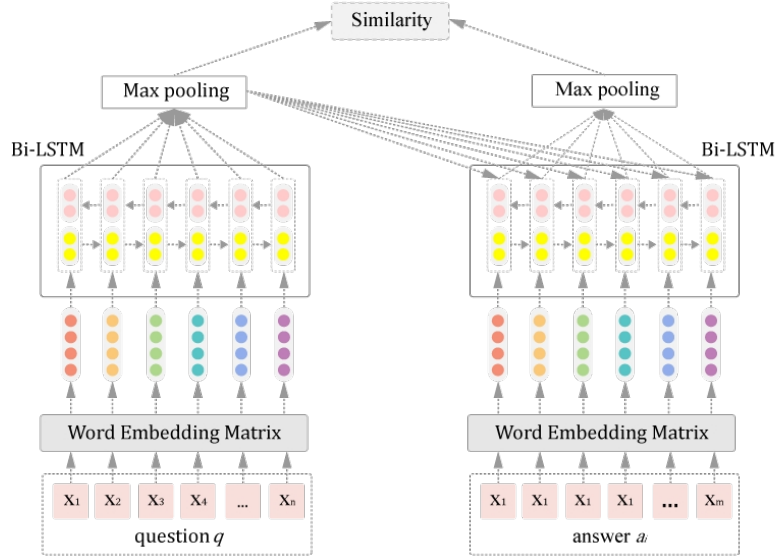 Similarity
Max pooling
Max pooling
Bi-LSTM
Bi-LSTM
Word Embedding Matrix
Word Embedding Matrix
X1 X2 X3 X4 ... Xn
X1 X1 X1 X1 ... Xm
question q
answer a